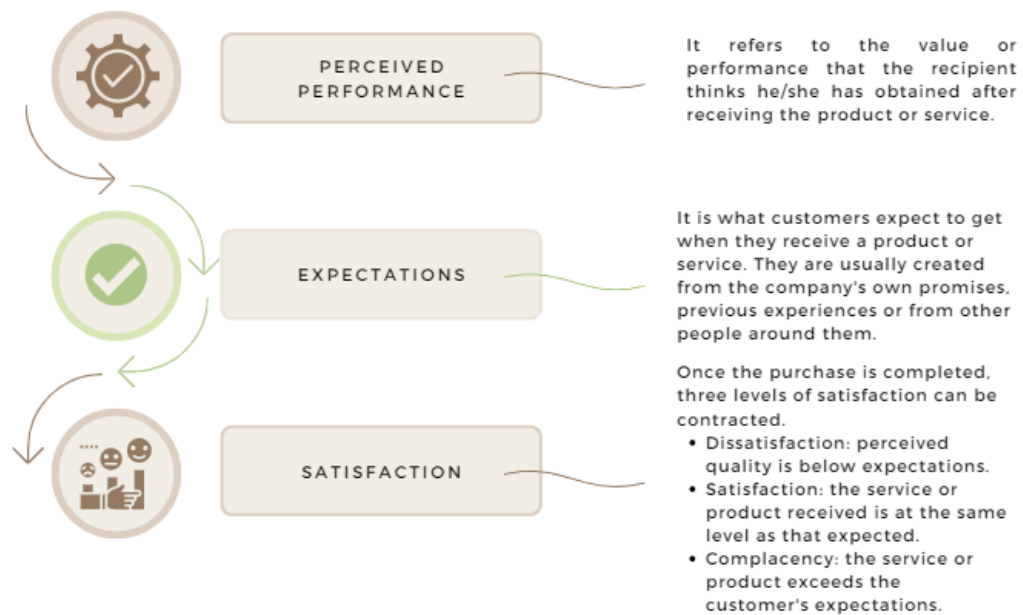 PERCEIVED
PERFORMANCE
It refers to the value or
performance that the recipient
thinks he/she has obtained after
receiving the product or service.
EXPECTATIONS
It is what customers expect to get
when they receive a product or
service. They are usually created
from the company's own promises,
previous experiences or from other
people around them.
SATISFACTION
Once the purchase is completed,
three levels of satisfaction can be
contracted.
• Dissatisfaction: perceived
quality is below expectations.
• Satisfaction: the service or
product received is at the same
level as that expected.
• Complacency: the service or
product exceeds the
customer's expectations.